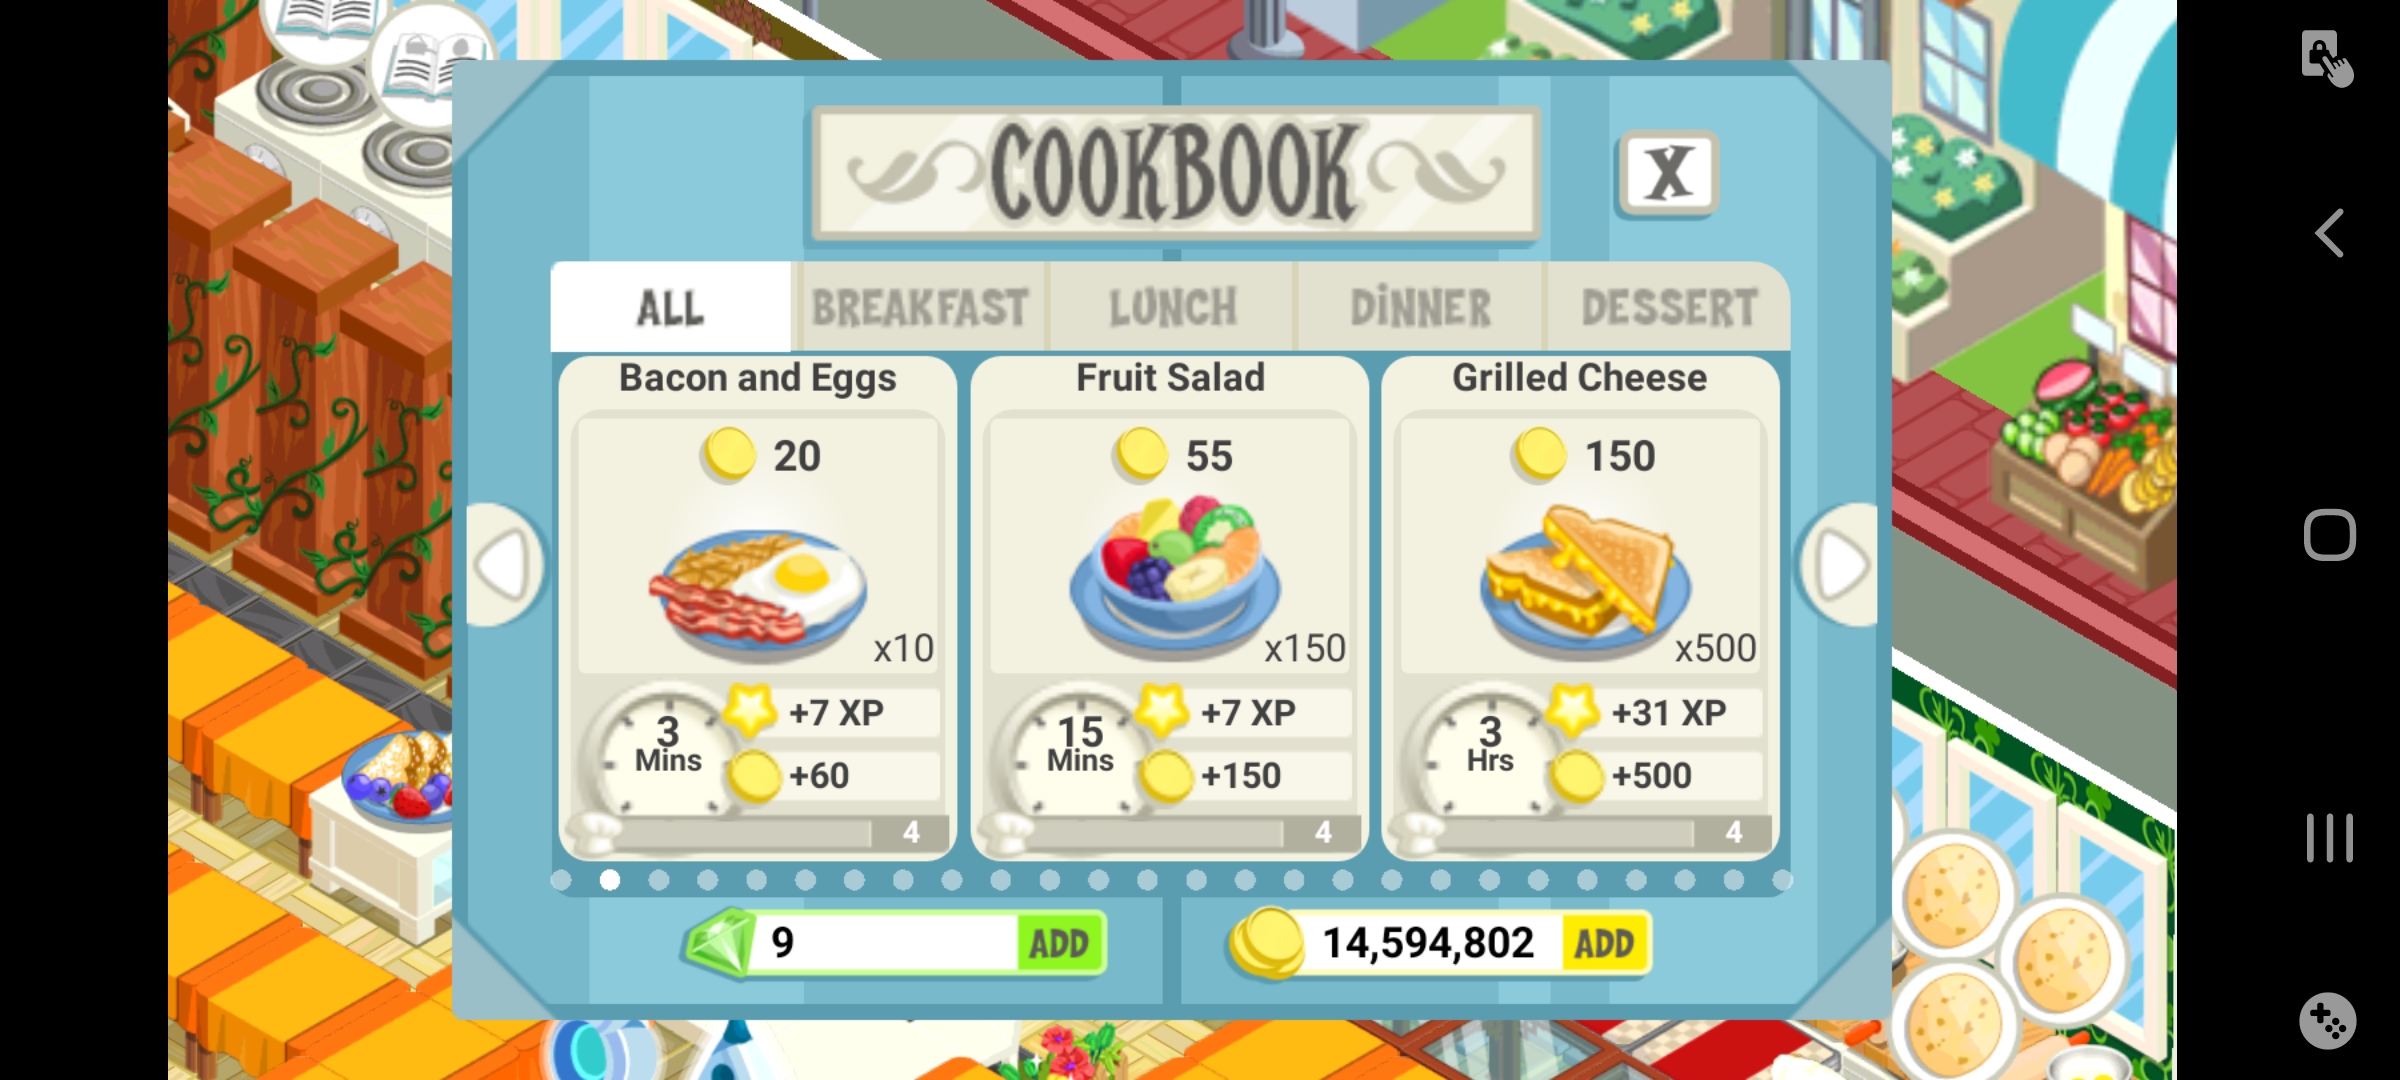 COOKBOOK
X
ALL BREAKFAST LUNCH DINNER DESSERT
Bacon and Eggs
20
x10
3
Mins
+7 XP
+60
4
Fruit Salad
55
x150
15
Mins
+7 XP
+150
4
Grilled Cheese
150
x500
3
Hrs
+31 XP
+500
4
9 ADD
14,594,802 ADD